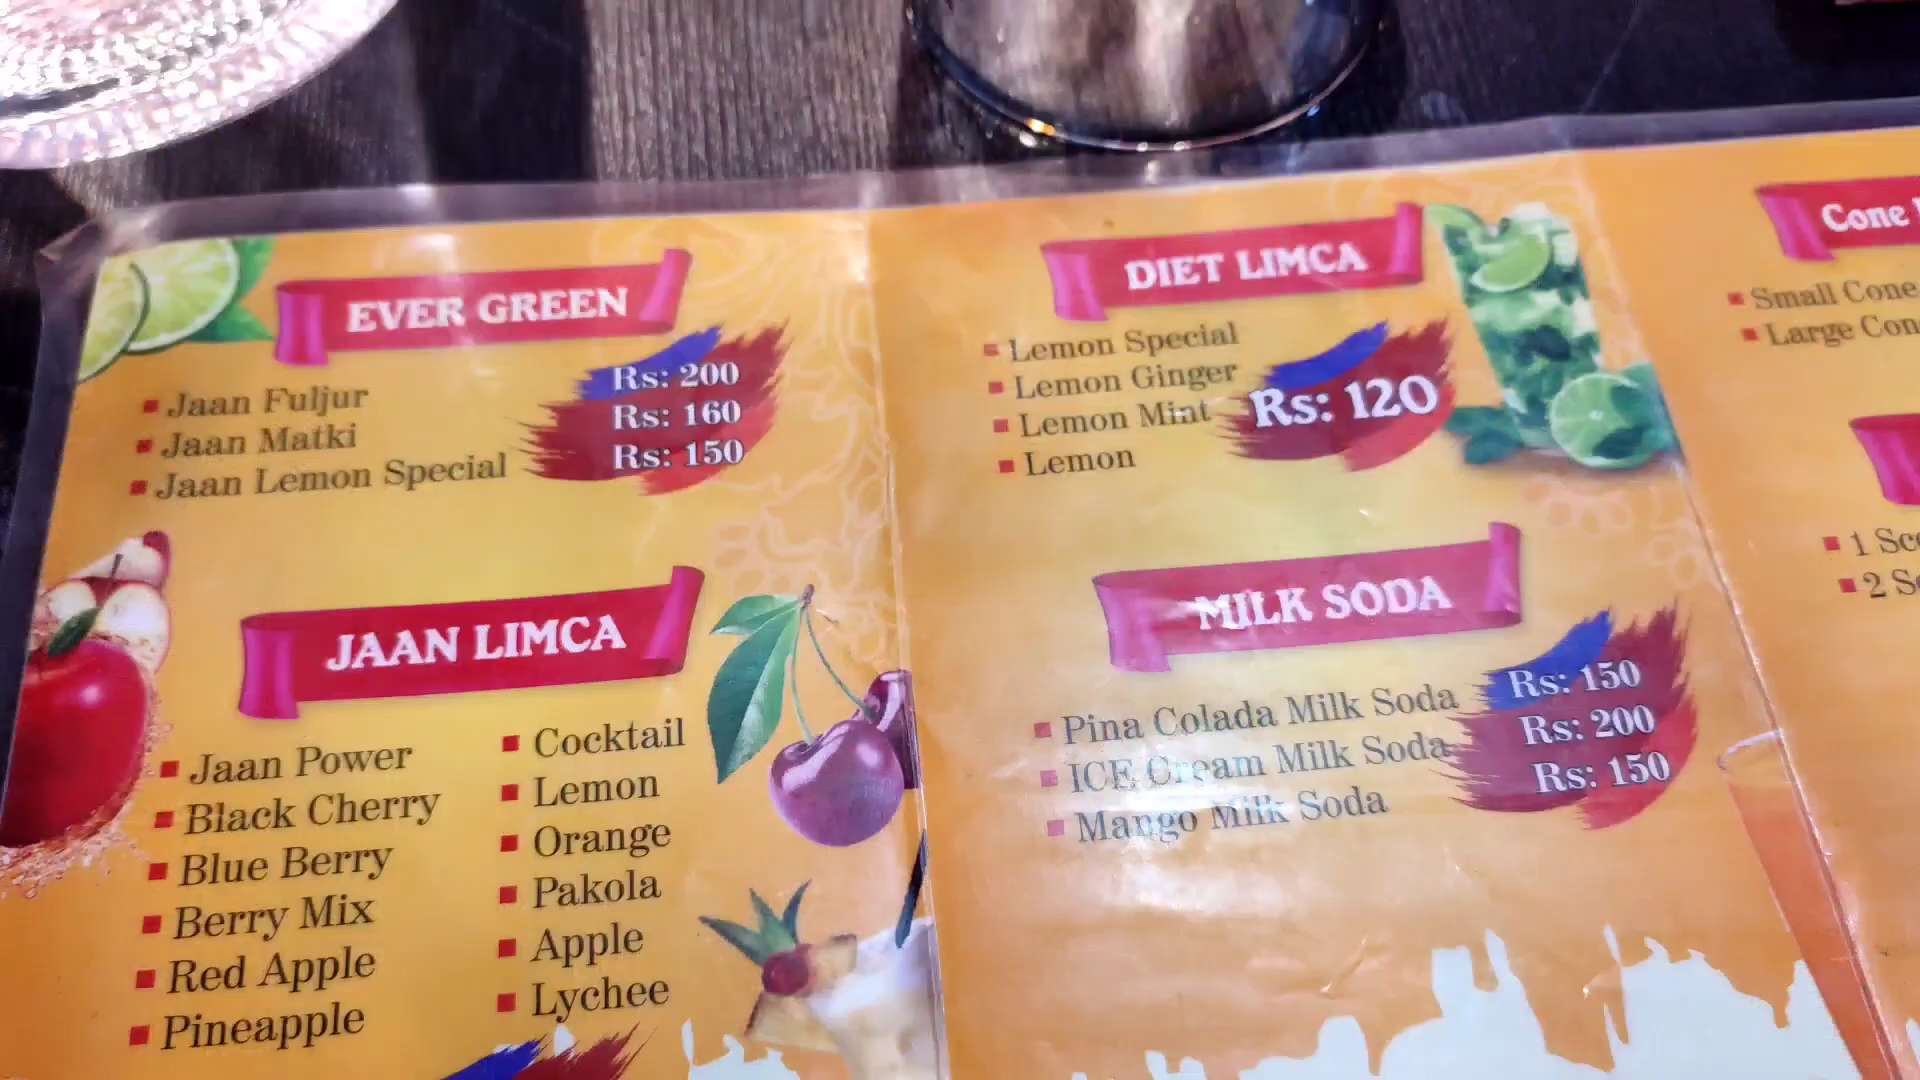 EVER GREEN
Jaan Fuljur Rs: 200
Jaan Matki Rs: 160
Jaan Lemon Special Rs: 150
JAAN LIMCA
Jaan Power
Black Cherry
Blue Berry
Berry Mix
Red Apple
Pineapple
Cocktail
Lemon
Orange
Pakola
Apple
Lychee
DIET LIMCA
Lemon Special
Lemon Ginger
Lemon Mint
Lemon
Rs: 120
MILK SODA
Pina Colada Milk Soda Rs: 150
ICE Cream Milk Soda Rs: 200
Mango Milk Soda Rs: 150
Cone
Small Cone
Large
1
2